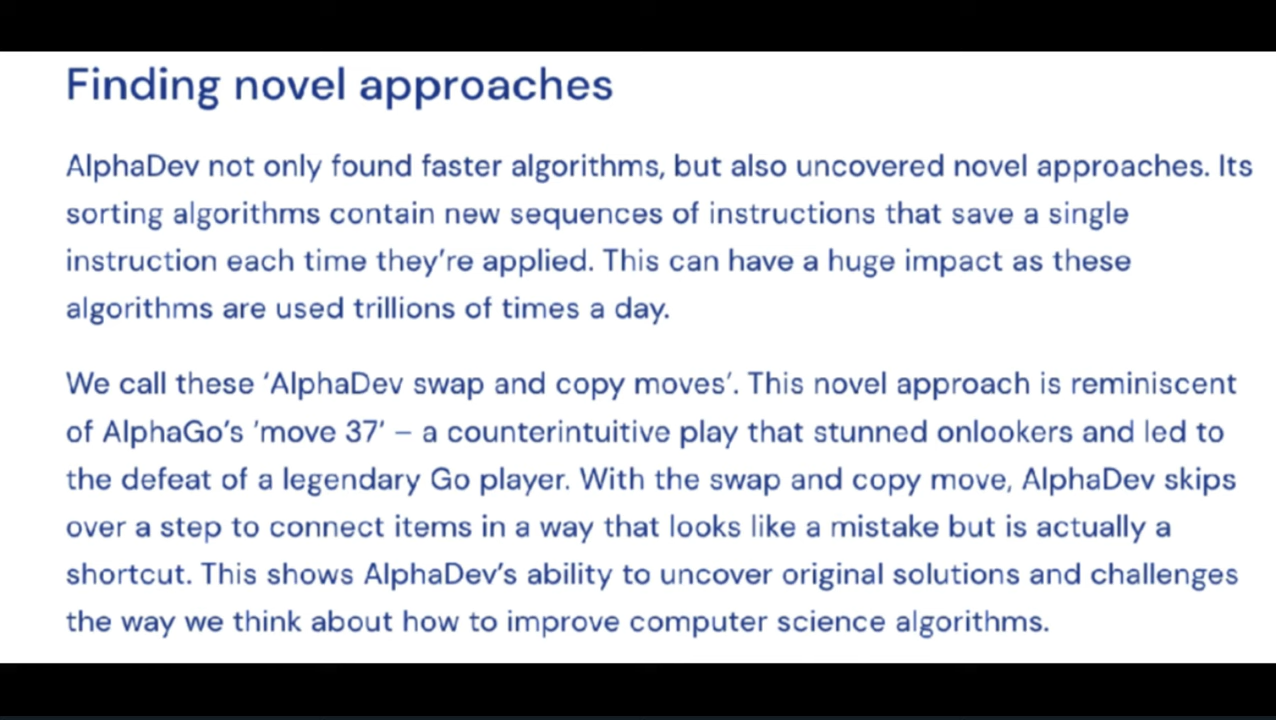 Finding novel approaches
AlphaDev not only found faster algorithms, but also uncovered novel approaches. Its
sorting algorithms contain new sequences of instructions that save a single
instruction each time they’re applied. This can have a huge impact as these
algorithms are used trillions of times a day.
We call these ‘AlphaDev swap and copy moves’. This novel approach is reminiscent
of AlphaGo’s ‘move 37’ – a counterintuitive play that stunned onlookers and led to
the defeat of a legendary Go player. With the swap and copy move, AlphaDev skips
over a step to connect items in a way that looks like a mistake but is actually a
shortcut. This shows AlphaDev’s ability to uncover original solutions and challenges
the way we think about how to improve computer science algorithms.